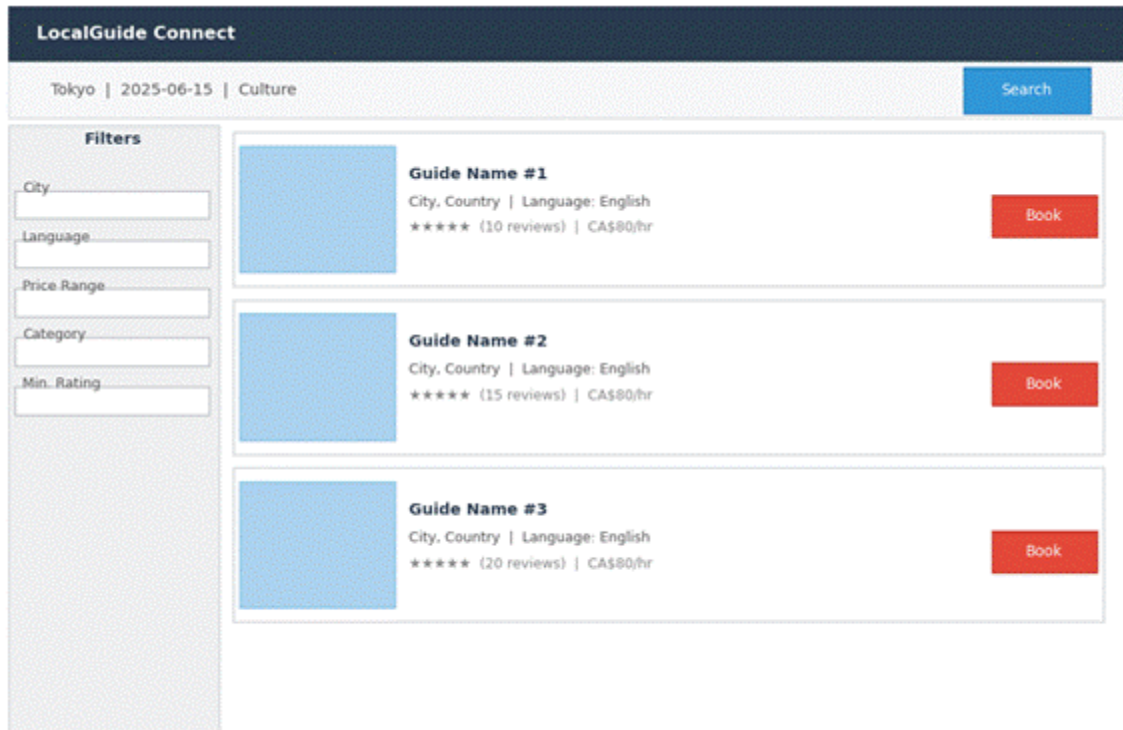 LocalGuide Connect
Tokyo | 2025-06-15 | Culture
Search
Filters
City
Language
Price Range
Category
Min. Rating
Guide Name #1
City, Country | Language: English
★★★★★ (10 reviews) | CA$80/hr
Book
Guide Name #2
City, Country | Language: English
★★★★★ (15 reviews) | CA$80/hr
Book
Guide Name #3
City, Country | Language: English
★★★★★ (20 reviews) | CA$80/hr
Book